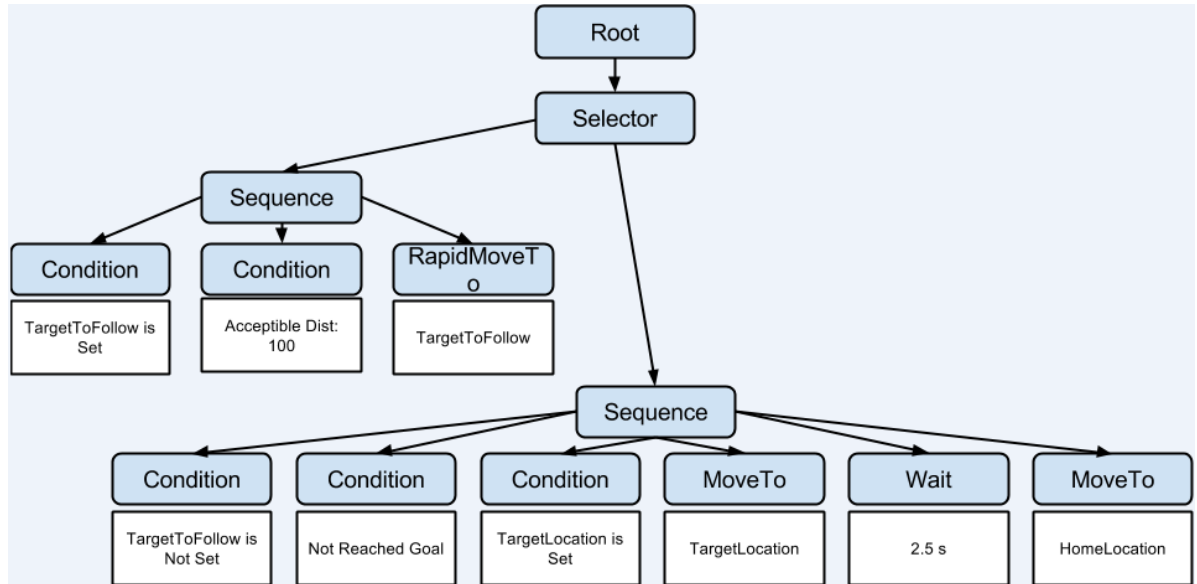 Root
Selector
Sequence
Condition
Condition
RapidMoveT
o
TargetToFollow is
Set
Acceptible Dist:
100
TargetToFollow
Sequence
Condition
Condition
Condition
MoveTo
Wait
MoveTo
TargetToFollow is
Not Set
Not Reached Goal
TargetLocation is
Set
TargetLocation
2.5 s
HomeLocation